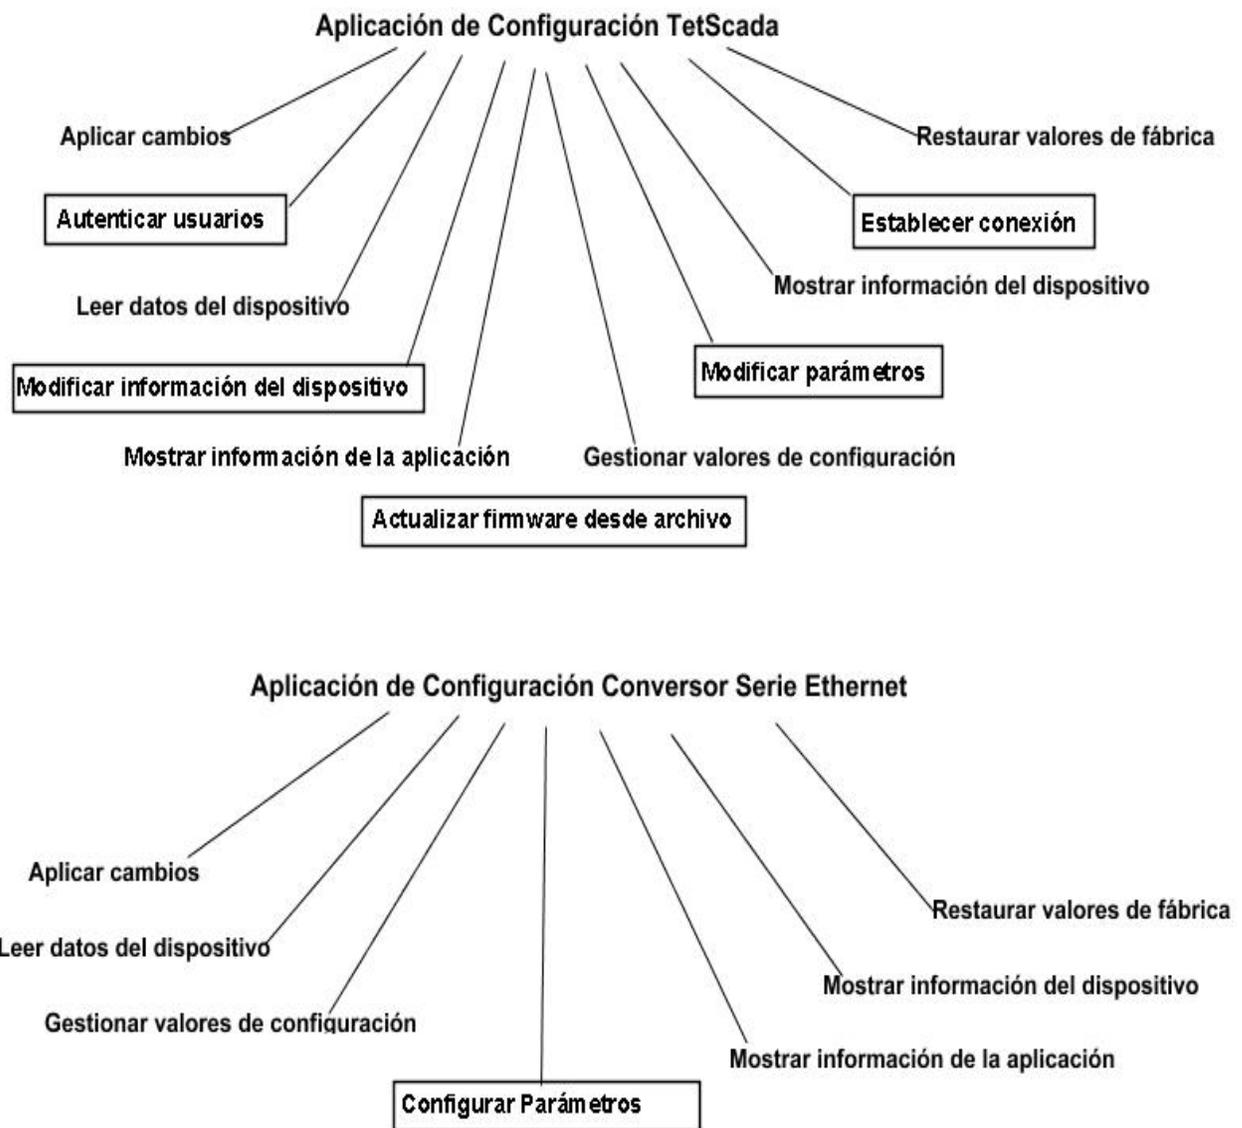 Aplicación de Configuración TetScada
Aplicar cambios
Restaurar valores de fábrica
Autenticar usuarios
Establecer conexión
Leer datos del dispositivo
Mostrar información del dispositivo
Modificar información del dispositivo
Modificar parámetros
Mostrar información de la aplicación
Gestionar valores de configuración
Actualizar firmware desde archivo
Aplicación de Configuración Conversor Serie Ethernet
Aplicar cambios
Restaurar valores de fábrica
Leer datos del dispositivo
Mostrar información del dispositivo
Gestionar valores de configuración
Mostrar información de la aplicación
Configurar Parámetros